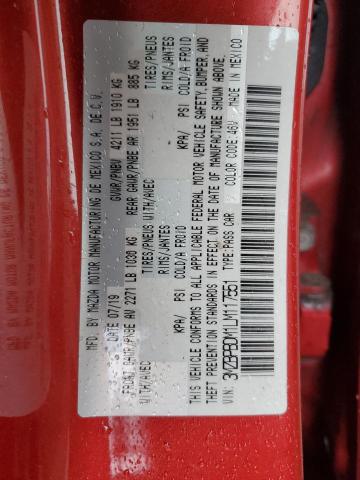 MFD. BY MAZDA MOTOR MANUFACTURING DE MEXICO S.A. DE C.V.
DATE 07/19 GVWR/PNBV 4211 LB 1910 KG
FRONT GAWR/PNBE AV 2271 LB 1030 KG REAR GAWR/PNBE AR 1951 LB 885 KG
WITH/AVEC TIRES/PNEUS WITH/AVEC TIRES/PNEUS
RIMS/JANTES RIMS/JANTES
KPA/ PSI COLD/A FROID KPA/ PSI COLD/A FROID
THIS VEHICLE CONFORMS TO ALL APPLICABLE FEDERAL MOTOR VEHICLE SAFETY, BUMPER, AND
THEFT PREVENTION STANDARDS IN EFFECT ON THE DATE OF MANUFACTURE SHOWN ABOVE.
VIN: TYPE:PASS CAR COLOR CODE:46V MADE IN MEXICO